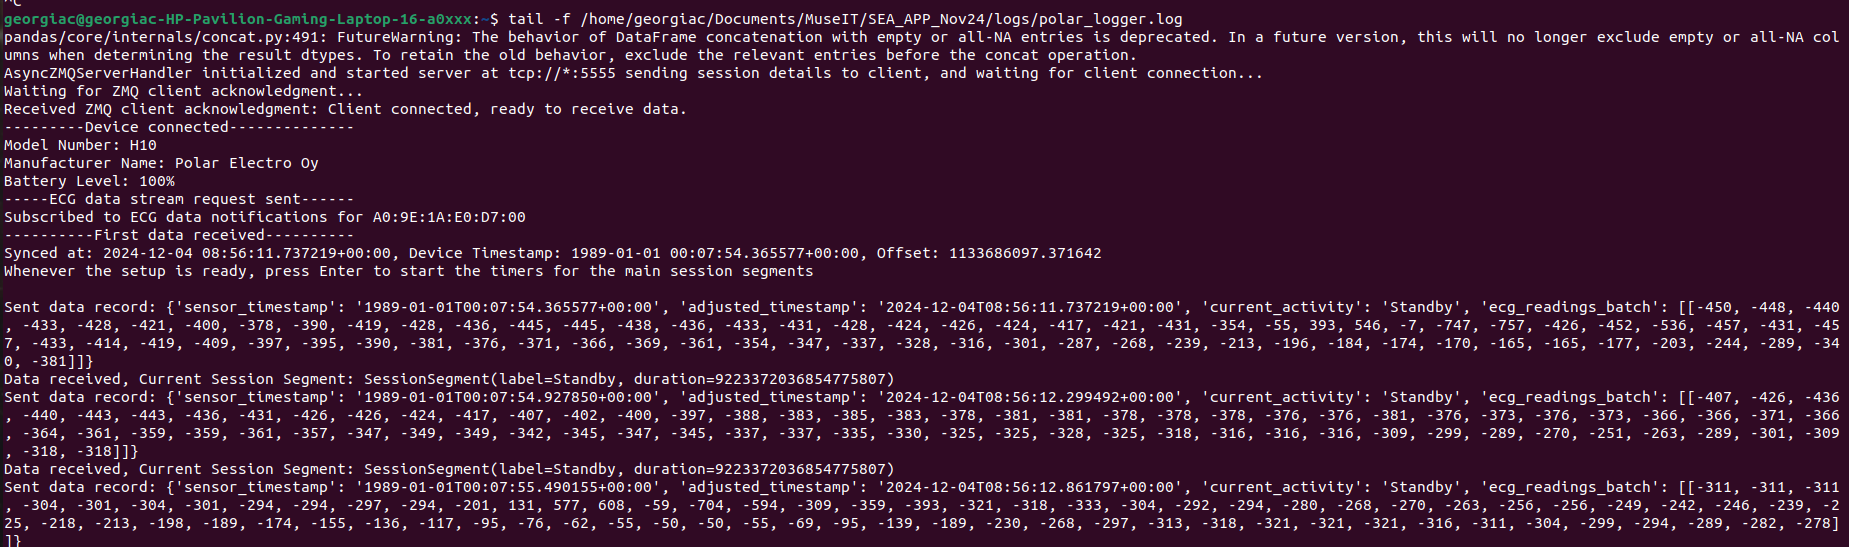 ^C
georgiac@georgiac-HP-Pavilion-Gaming-Laptop-16-a0xxx:~$ tail -f /home/georgiac/Documents/MuseIT/SEA_APP_Nov24/logs/polar_logger.log
pandas/core/internals/concat.py:491: FutureWarning: The behavior of DataFrame concatenation with empty or all-NA entries is deprecated. In a future version, this will no longer exclude empty or all-NA col
umns when determining the result dtypes. To retain the old behavior, exclude the relevant entries before the concat operation.
AsyncZMQServerHandler initialized and started server at tcp://*:5555 sending session details to client, and waiting for client connection...
Waiting for ZMQ client acknowledgment...
Received ZMQ client acknowledgment: Client connected, ready to receive data.
---------Device connected--------------
Model Number: H10
Manufacturer Name: Polar Electro Oy
Battery Level: 100%
-----ECG data stream request sent------
Subscribed to ECG data notifications for A0:9E:1A:E0:D7:00
----------First data received----------
Synced at: 2024-12-04 08:56:11.737219+00:00, Device Timestamp: 1989-01-01 00:07:54.365577+00:00, Offset: 1133686097.371642
Whenever the setup is ready, press Enter to start the timers for the main session segments
Sent data record: {'sensor_timestamp': '1989-01-01T00:07:54.365577+00:00', 'adjusted_timestamp': '2024-12-04T08:56:11.737219+00:00', 'current_activity': 'Standby', 'ecg_readings_batch': [[-450, -448, -440
, -433, -428, -421, -400, -378, -390, -419, -428, -436, -445, -445, -438, -436, -433, -431, -428, -424, -426, -424, -417, -421, -431, -354, -55, 393, 546, -7, -747, -757, -426, -452, -536, -457, -431, -45
7, -433, -414, -419, -409, -397, -395, -390, -381, -376, -371, -366, -369, -361, -354, -347, -337, -328, -316, -301, -287, -268, -239, -213, -196, -184, -174, -170, -165, -165, -177, -203, -244, -289, -34
0, -381]]}
Data received, Current Session Segment: SessionSegment(label=Standby, duration=9223372036854775807)
Sent data record: {'sensor_timestamp': '1989-01-01T00:07:54.927850+00:00', 'adjusted_timestamp': '2024-12-04T08:56:12.299492+00:00', 'current_activity': 'Standby', 'ecg_readings_batch': [[-407, -426, -436
, -440, -443, -443, -436, -431, -426, -426, -424, -417, -407, -402, -400, -397, -388, -383, -385, -383, -378, -381, -381, -378, -378, -378, -376, -376, -381, -376, -373, -376, -373, -366, -366, -371, -366
, -364, -361, -359, -359, -361, -357, -347, -349, -349, -342, -345, -347, -345, -337, -337, -335, -330, -325, -325, -328, -325, -318, -316, -316, -316, -309, -299, -289, -270, -251, -263, -289, -301, -309
, -318, -318]]}
Data received, Current Session Segment: SessionSegment(label=Standby, duration=9223372036854775807)
Sent data record: {'sensor_timestamp': '1989-01-01T00:07:55.490155+00:00', 'adjusted_timestamp': '2024-12-04T08:56:12.861797+00:00', 'current_activity': 'Standby', 'ecg_readings_batch': [[-311, -311, -311
, -304, -301, -304, -301, -294, -294, -297, -294, -201, 131, 577, 608, -59, -704, -594, -309, -359, -393, -321, -318, -333, -304, -292, -294, -280, -268, -270, -263, -256, -256, -249, -242, -246, -239, -2
25, -218, -213, -198, -189, -174, -155, -136, -117, -95, -76, -62, -55, -50, -50, -55, -69, -95, -139, -189, -230, -268, -297, -313, -318, -321, -321, -321, -316, -311, -304, -299, -294, -289, -282, -278]
]}